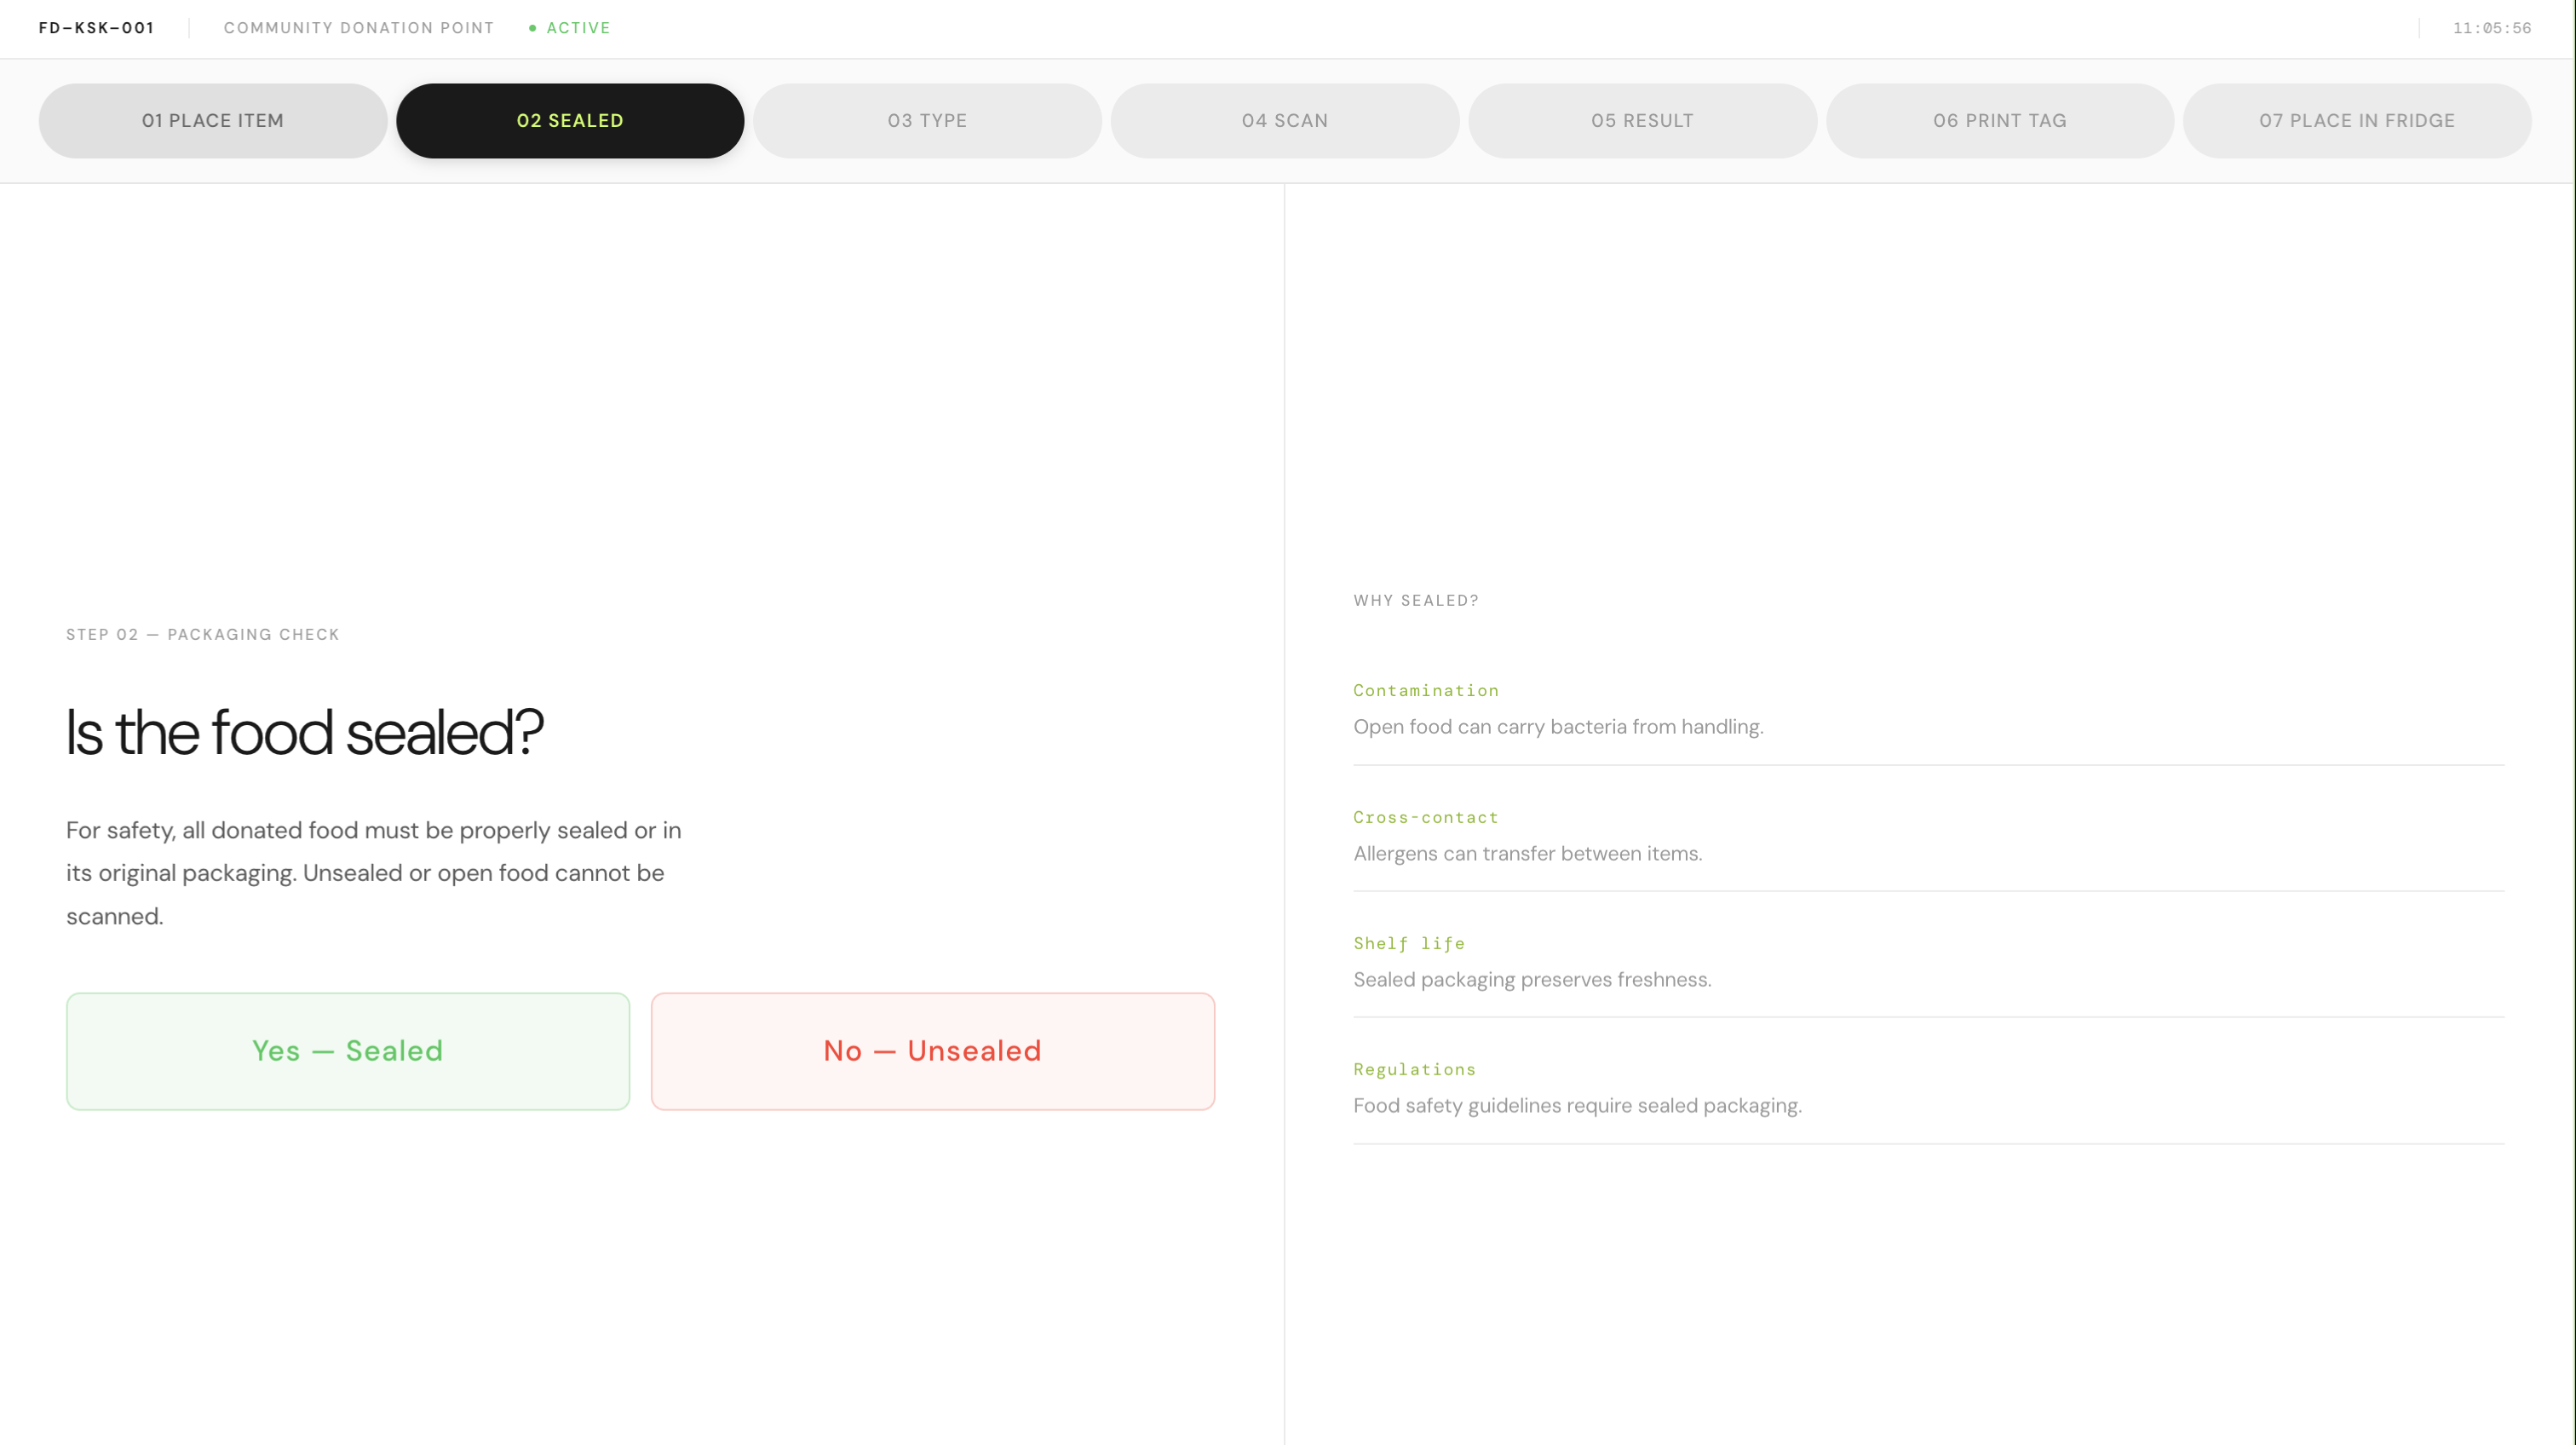 FD–KSK–001
COMMUNITY DONATION POINT
ACTIVE
11:05:56
01 PLACE ITEM
02 SEALED
03 TYPE
04 SCAN
05 RESULT
06 PRINT TAG
07 PLACE IN FRIDGE
STEP 02 — PACKAGING CHECK
Is the food sealed?
For safety, all donated food must be properly sealed or in
its original packaging. Unsealed or open food cannot be
scanned.
Yes — Sealed
No — Unsealed
WHY SEALED?
Contamination
Open food can carry bacteria from handling.
Cross-contact
Allergens can transfer between items.
Shelf life
Sealed packaging preserves freshness.
Regulations
Food safety guidelines require sealed packaging.